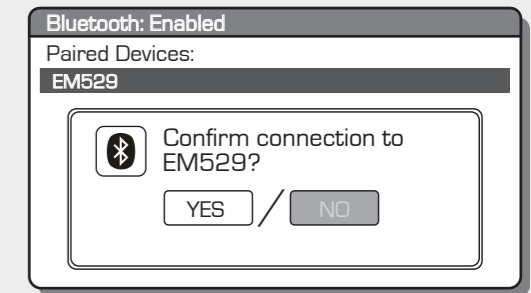 Bluetooth: Enabled
Paired Devices:
EM529
Confirm connection to
EM529?
YES / NO